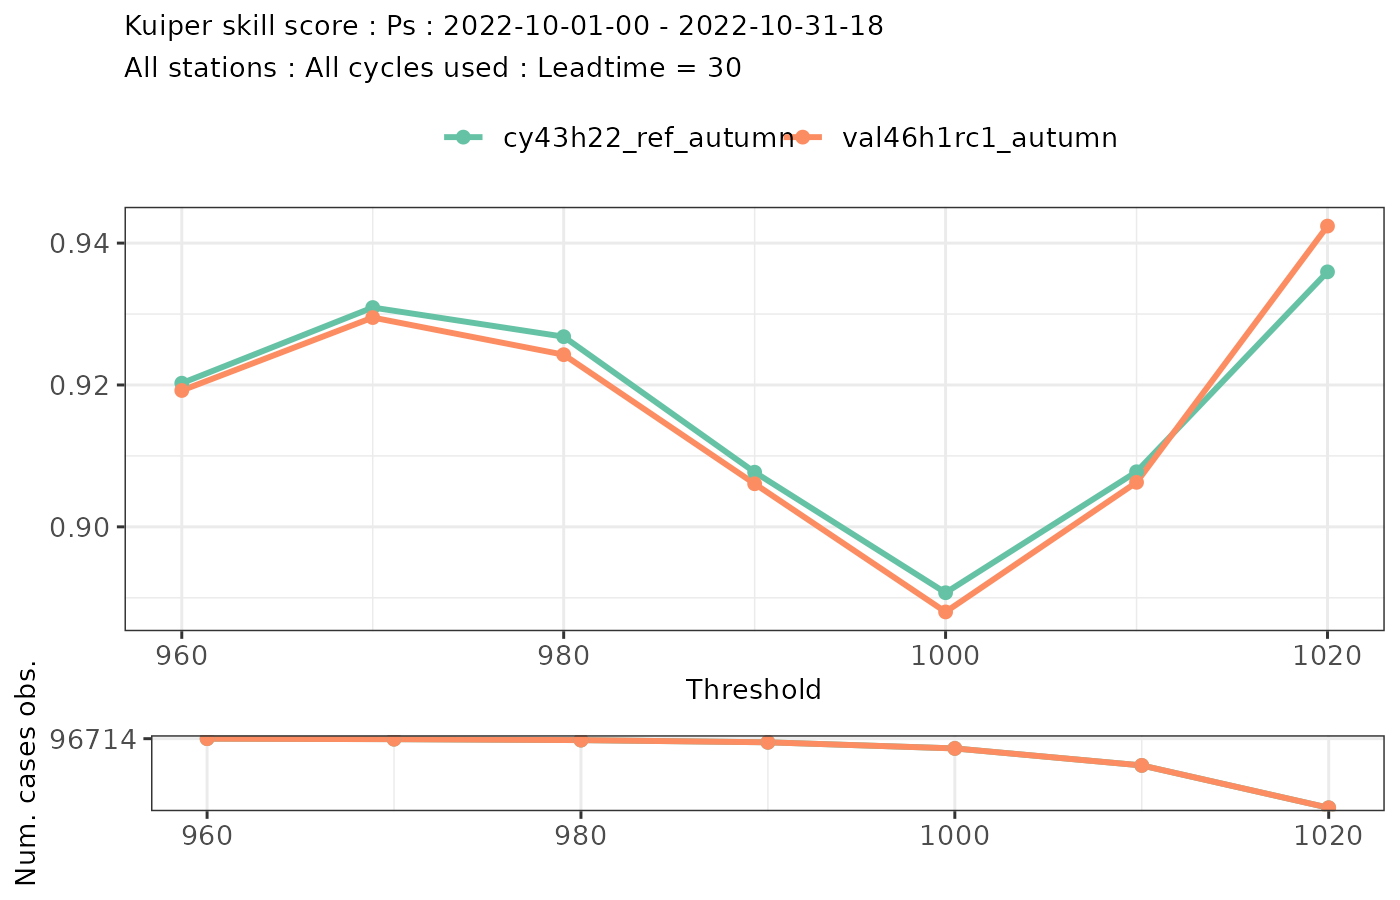 Kuiper skill score : Ps : 2022-10-01-00 - 2022-10-31-18
All stations : All cycles used : Leadtime = 30
cy43h22_ref_autumn val46h1rc1_autumn
0.94
0.92
0.90
960 980 1000 1020
Threshold
Num. cases obs.
96714
960 980 1000 1020